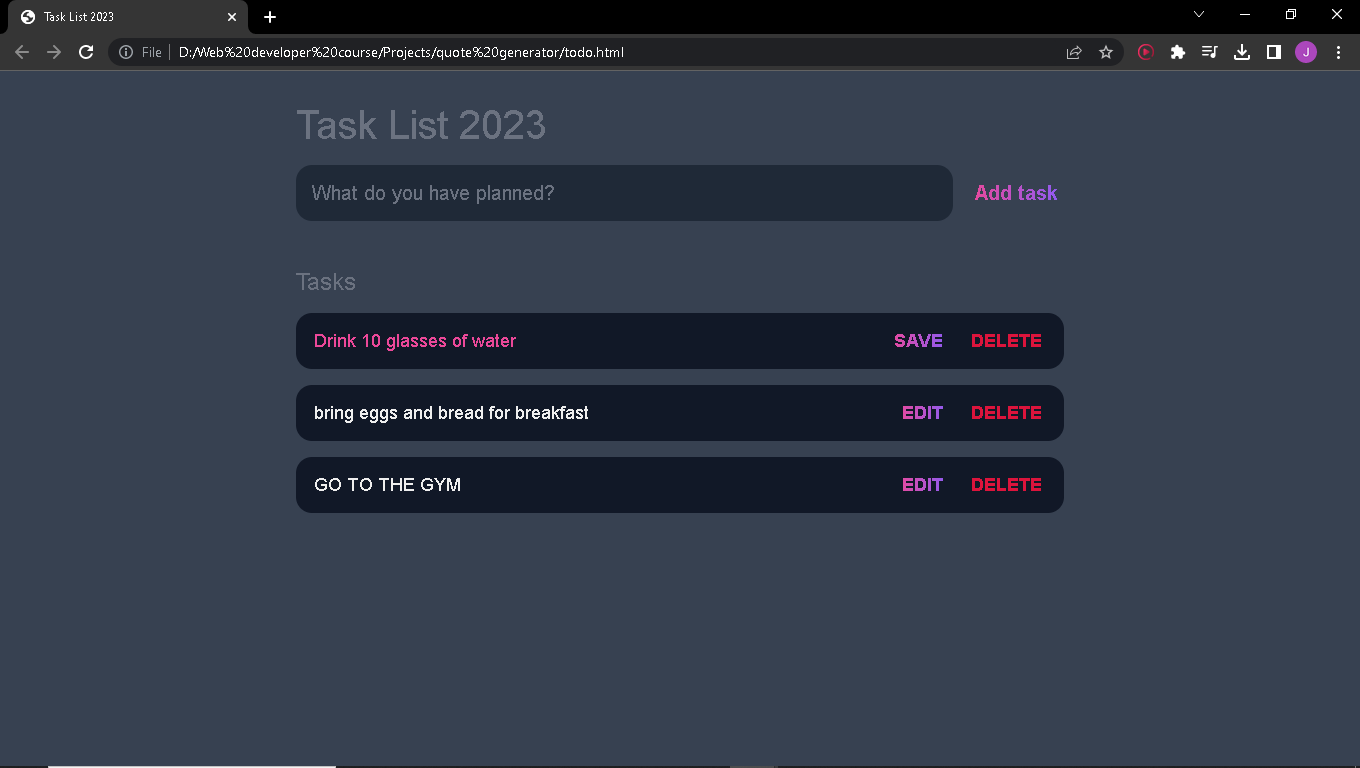 Task List 2023
File D:/Web%20developer%20course/Projects/quote%20generator/todo.html
J
Task List 2023
What do you have planned? Add task
Tasks
Drink 10 glasses of water SAVE DELETE
bring eggs and bread for breakfast EDIT DELETE
GO TO THE GYM EDIT DELETE